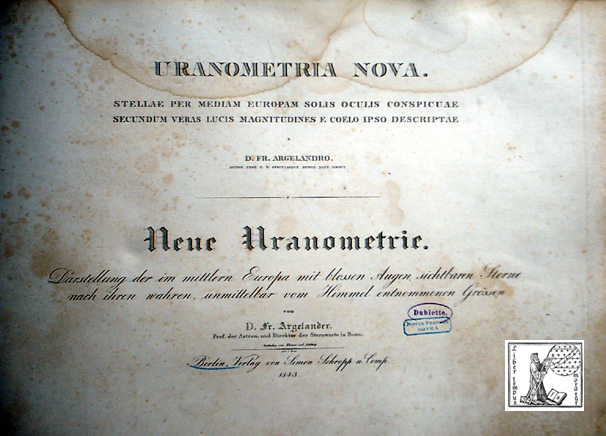 URANOMETRIA NOVA.
STELLAE PER MEDIAM EUROPAM SOLIS OCULIS CONSPICUAE
SECUNDUM VERAS LUCIS MAGNITUDINES E COELO IPSO DESCRIPTAE
A
D. FR. ARGELANDRO.
Neue Uranometrie.
Darstellung der im mittlern Europa mit blossen Augen sichtbaren Sterne
nach ihren wahren, unmittelbar vom Himmel entnommenen Grössen
VON
D. Fr. Argelander.
Prof. der Astron. und Direktor der Sternwarte in Bonn.
Dublette.
Berlin, Verlag von Simon Schropp u. Comp.
1843.
Liber tempus